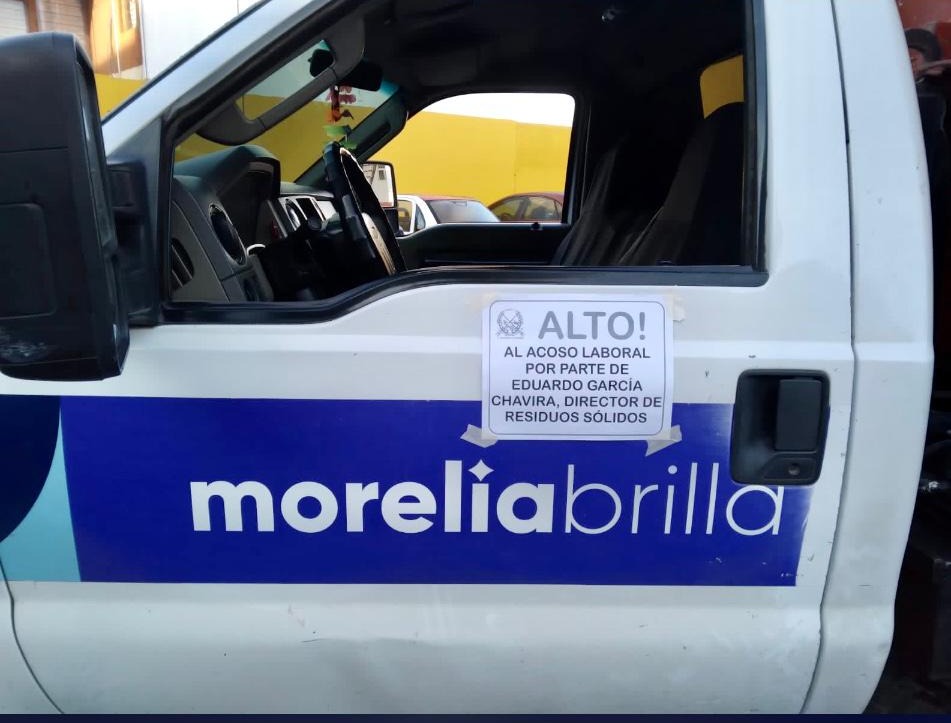 ALTO!
AL ACOSO LABORAL
POR PARTE DE
EDUARDO GARCÍA
CHAVIRA, DIRECTOR DE
RESIDUOS SÓLIDOS
moreliabrilla